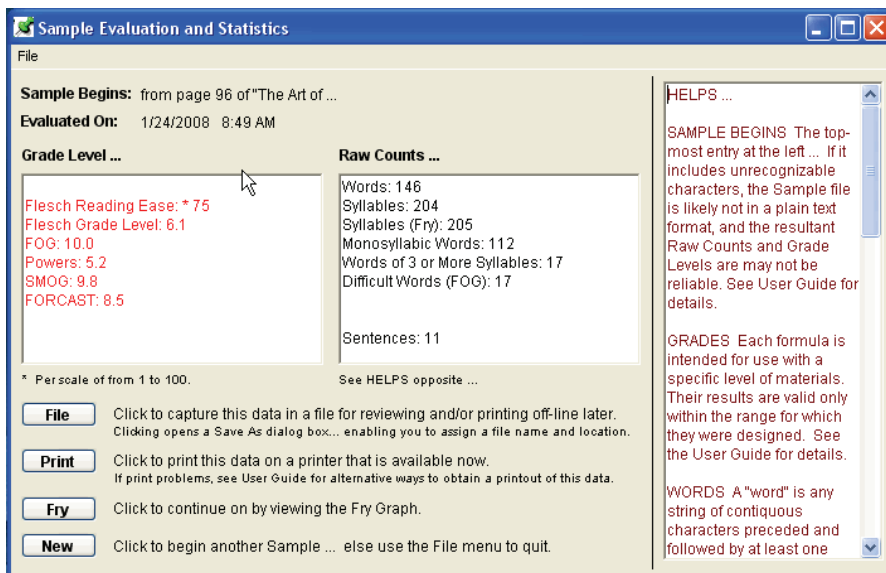 Sample Evaluation and Statistics
File
Sample Begins: from page 96 of "The Art of ...
Evaluated On: 1/24/2008 8:49 AM
Grade Level ...
Flesch Reading Ease: * 75
Flesch Grade Level: 6.1
FOG: 10.0
Powers: 5.2
SMOG: 9.8
FORCAST: 8.5
* Per scale of from 1 to 100.
Raw Counts ...
Words: 146
Syllables: 204
Syllables (Fry): 205
Monosyllabic Words: 112
Words of 3 or More Syllables: 17
Difficult Words (FOG): 17
Sentences: 11
See HELPS opposite ...
File Click to capture this data in a file for reviewing and/or printing off-line later.
Clicking opens a Save As dialog box... enabling you to assign a file name and location.
Print Click to print this data on a printer that is available now.
If print problems, see User Guide for alternative ways to obtain a printout of this data.
Fry Click to continue on by viewing the Fry Graph.
New Click to begin another Sample ... else use the File menu to quit.
HELPS ...
SAMPLE BEGINS The top-
most entry at the left ... If it
includes unrecognizable
characters, the Sample file
is likely not in a plain text
format, and the resultant
Raw Counts and Grade
Levels are may not be
reliable. See User Guide for
details.
GRADES Each formula is
intended for use with a
specific level of materials.
Their results are valid only
within the range for which
they were designed. See
the User Guide for details.
WORDS A "word" is any
string of contiquous
characters preceded and
followed by at least one